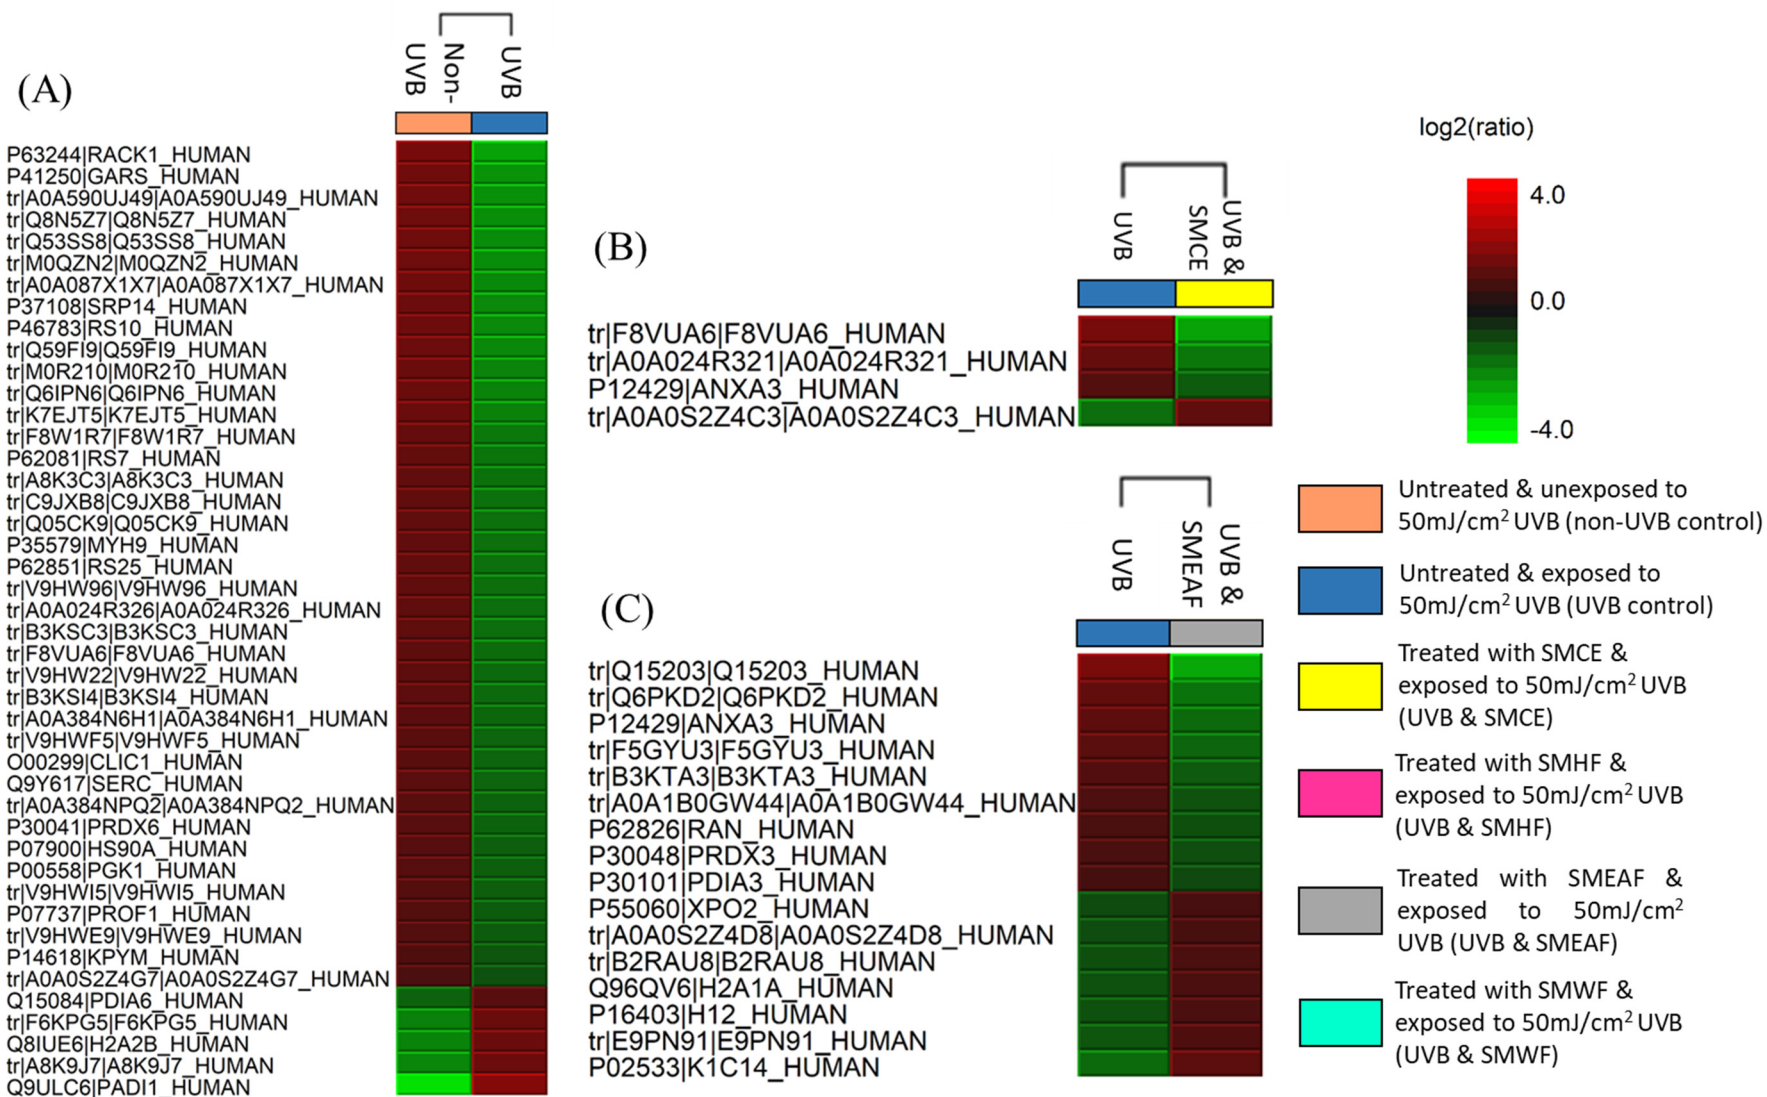 (A)
UVB
Non-
UVB
P63244|RACK1_HUMAN
P41250|GARS_HUMAN
tr|A0A590UJ49|A0A590UJ49_HUMAN
tr|Q8N5Z7|Q8N5Z7_HUMAN
tr|Q53SS8|Q53SS8_HUMAN
tr|M0QZN2|M0QZN2_HUMAN
tr|A0A087X1X7|A0A087X1X7_HUMAN
P37108|SRP14_HUMAN
P46783|RS10_HUMAN
tr|Q59FI9|Q59FI9_HUMAN
tr|M0R210|M0R210_HUMAN
tr|Q6IPN6|Q6IPN6_HUMAN
tr|K7EJT5|K7EJT5_HUMAN
tr|F8W1R7|F8W1R7_HUMAN
P62081|RS7_HUMAN
tr|A8K3C3|A8K3C3_HUMAN
tr|C9JXB8|C9JXB8_HUMAN
tr|Q05CK9|Q05CK9_HUMAN
P35579|MYH9_HUMAN
P62851|RS25_HUMAN
tr|V9HW96|V9HW96_HUMAN
tr|A0A024R326|A0A024R326_HUMAN
tr|B3KSC3|B3KSC3_HUMAN
tr|F8VUA6|F8VUA6_HUMAN
tr|V9HW22|V9HW22_HUMAN
tr|B3KSI4|B3KSI4_HUMAN
tr|A0A384N6H1|A0A384N6H1_HUMAN
tr|V9HWF5|V9HWF5_HUMAN
O00299|CLIC1_HUMAN
Q9Y617|SERC_HUMAN
tr|A0A384NPQ2|A0A384NPQ2_HUMAN
P30041|PRDX6_HUMAN
P07900|HS90A_HUMAN
P00558|PGK1_HUMAN
tr|V9HWI5|V9HWI5_HUMAN
P07737|PROF1_HUMAN
tr|V9HWE9|V9HWE9_HUMAN
P14618|KPYM_HUMAN
tr|A0A0S2Z4G7|A0A0S2Z4G7_HUMAN
Q15084|PDIA6_HUMAN
tr|F6KPG5|F6KPG5_HUMAN
Q8IUE6|H2A2B_HUMAN
tr|A8K9J7|A8K9J7_HUMAN
Q9ULC6|PADI1_HUMAN
(B)
UVB
UVB &
SMCE
tr|F8VUA6|F8VUA6_HUMAN
tr|A0A024R321|A0A024R321_HUMAN
P12429|ANXA3_HUMAN
tr|A0A0S2Z4C3|A0A0S2Z4C3_HUMAN
(C)
UVB
UVB &
SMEAF
tr|Q15203|Q15203_HUMAN
tr|Q6PKD2|Q6PKD2_HUMAN
P12429|ANXA3_HUMAN
tr|F5GYU3|F5GYU3_HUMAN
tr|B3KTA3|B3KTA3_HUMAN
tr|A0A1B0GW44|A0A1B0GW44_HUMAN
P62826|RAN_HUMAN
P30048|PRDX3_HUMAN
P30101|PDIA3_HUMAN
P55060|XPO2_HUMAN
tr|A0A0S2Z4D8|A0A0S2Z4D8_HUMAN
tr|B2RAU8|B2RAU8_HUMAN
Q96QV6|H2A1A_HUMAN
P16403|H12_HUMAN
tr|E9PN91|E9PN91_HUMAN
P02533|K1C14_HUMAN
log2(ratio)
4.0
0.0
-4.0
Untreated & unexposed to
50mJ/cm² UVB (non-UVB control)
Untreated & exposed to
50mJ/cm² UVB (UVB control)
Treated with SMCE &
exposed to 50mJ/cm² UVB
(UVB & SMCE)
Treated with SMHF &
exposed to 50mJ/cm² UVB
(UVB & SMHF)
Treated with SMEAF &
exposed to 50mJ/cm²
UVB (UVB & SMEAF)
Treated with SMWF &
exposed to 50mJ/cm² UVB
(UVB & SMWF)